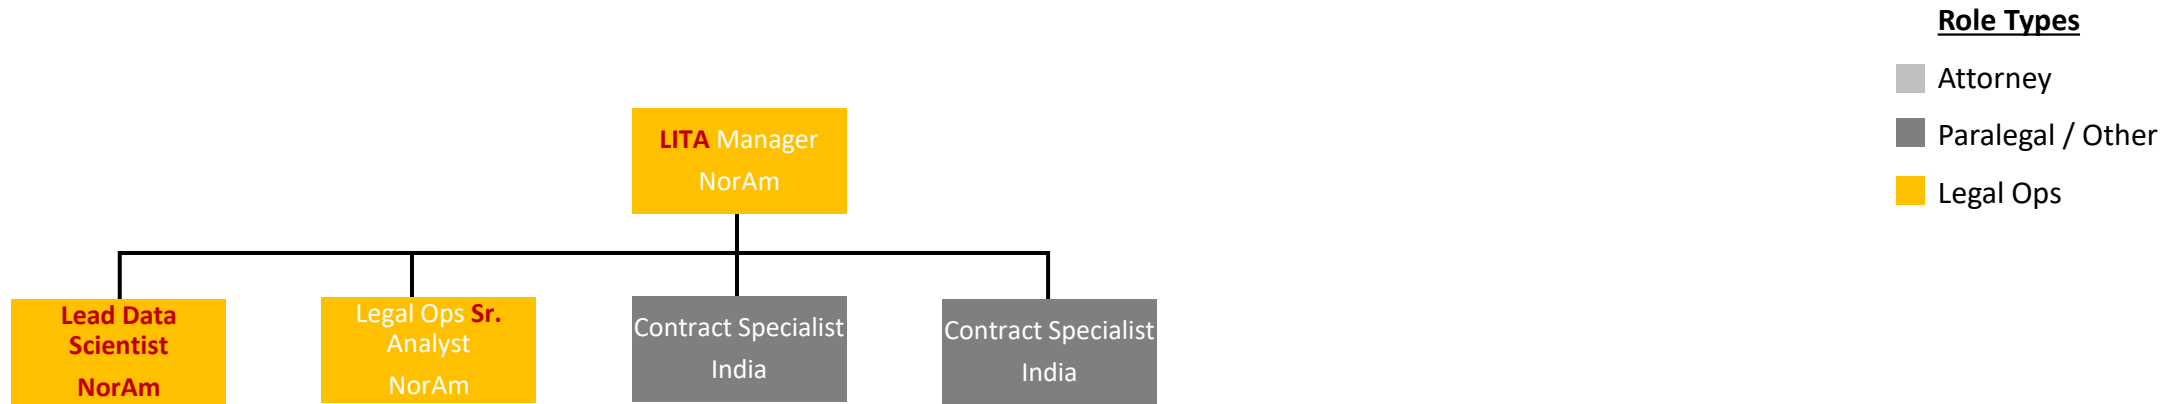 Role Types
Attorney
Paralegal / Other
Legal Ops
LITA Manager
NorAm
Lead Data
Scientist
NorAm
Legal Ops Sr.
Analyst
NorAm
Contract Specialist
India
Contract Specialist
India